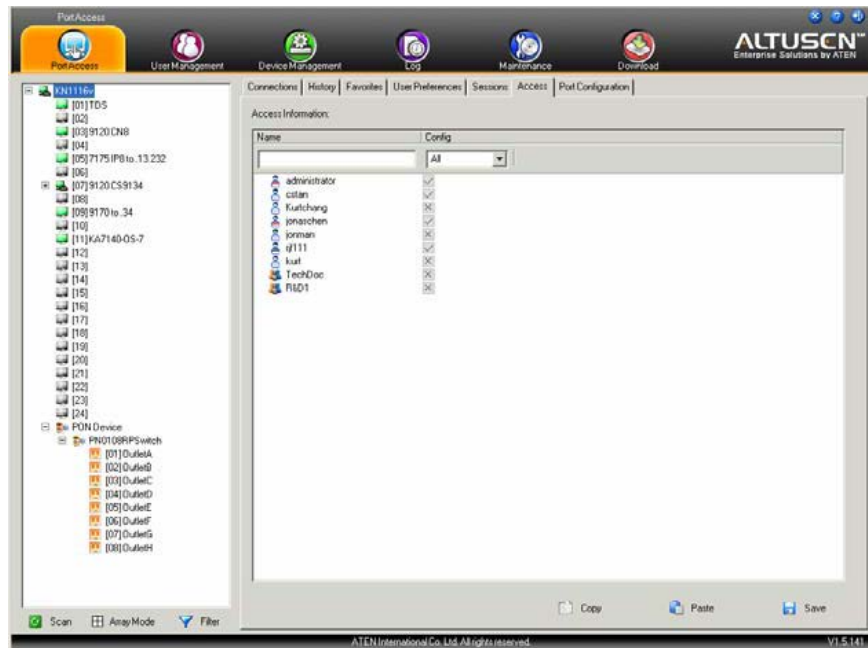 PortAccess
ALTUSEN™
Enterprise Solutions by ATEN
PortAccess
User Management
Device Management
Log
Maintenance
Download
KN1116v
[01]TDS
[02]
[03]9120 CN8
[04]
[05]7175 IP8 to..13.232
[06]
[07]9120 CS9134
[08]
[09]9170 to..34
[10]
[11]KA7140-OS-7
[12]
[13]
[14]
[15]
[16]
[17]
[18]
[19]
[20]
[21]
[22]
[23]
[24]
PON Device
PN0108RPSwitch
[01]OutletA
[02]OutletB
[03]OutletC
[04]OutletD
[05]OutletE
[06]OutletF
[07]OutletG
[08]OutletH
Scan
ArrayMode
Filter
Connections
History
Favorites
User Preferences
Sessions
Access
Port Configuration
Access Information:
Name
Config
All
administrator
cstan
Kurtchang
jonaschen
jonman
kurt
TechDoc
R&D1
Copy
Paste
Save
ATEN International Co. Ltd. All rights reserved.
V1.5.141